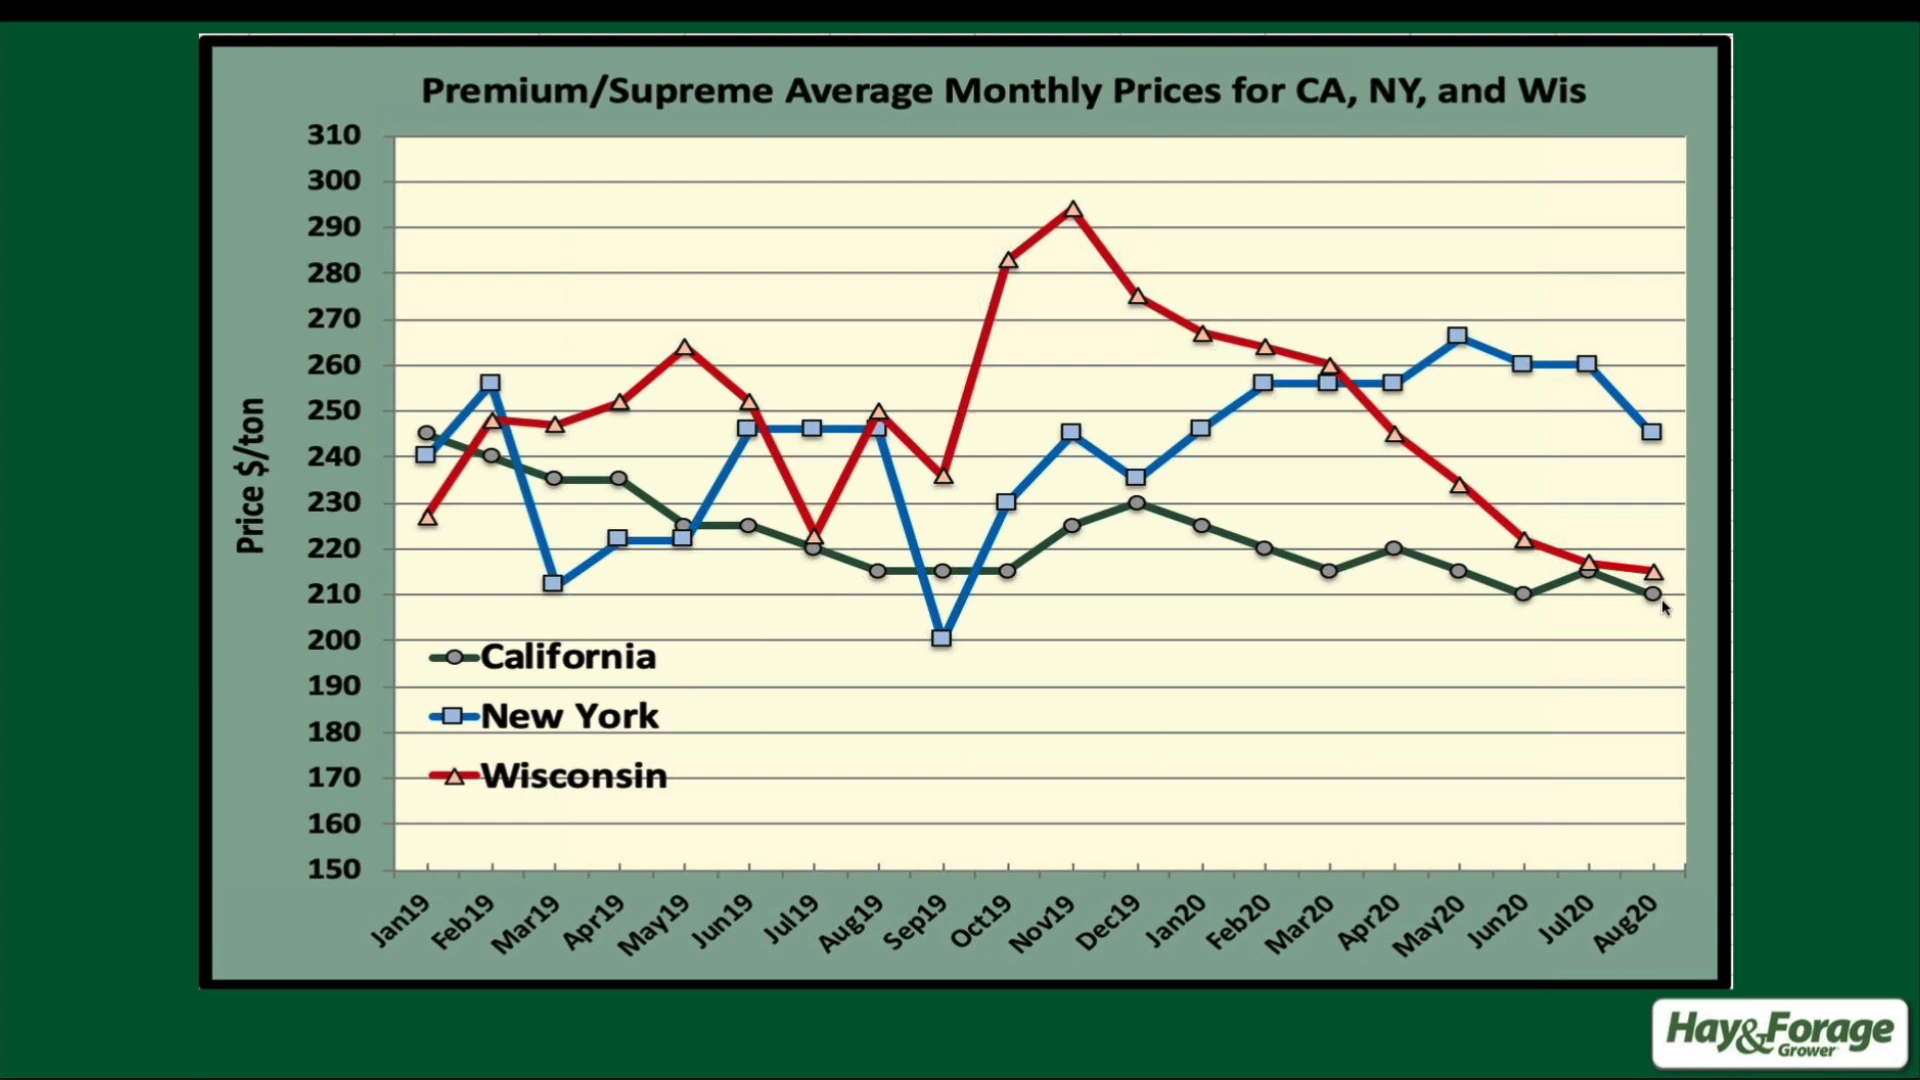 Premium/Supreme Average Monthly Prices for CA, NY, and Wis
310
300
290
280
270
260
250
240
230
220
210
200
190
180
170
160
150
Price $/ton
California
New York
Wisconsin
Jan19 Feb19 Mar19 Apr19 May19 Jun19 Jul19 Aug19 Sep19 Oct19 Nov19 Dec19 Jan20 Feb20 Mar20 Apr20 May20 Jun20 Jul20 Aug20
Hay&Forage
Grower